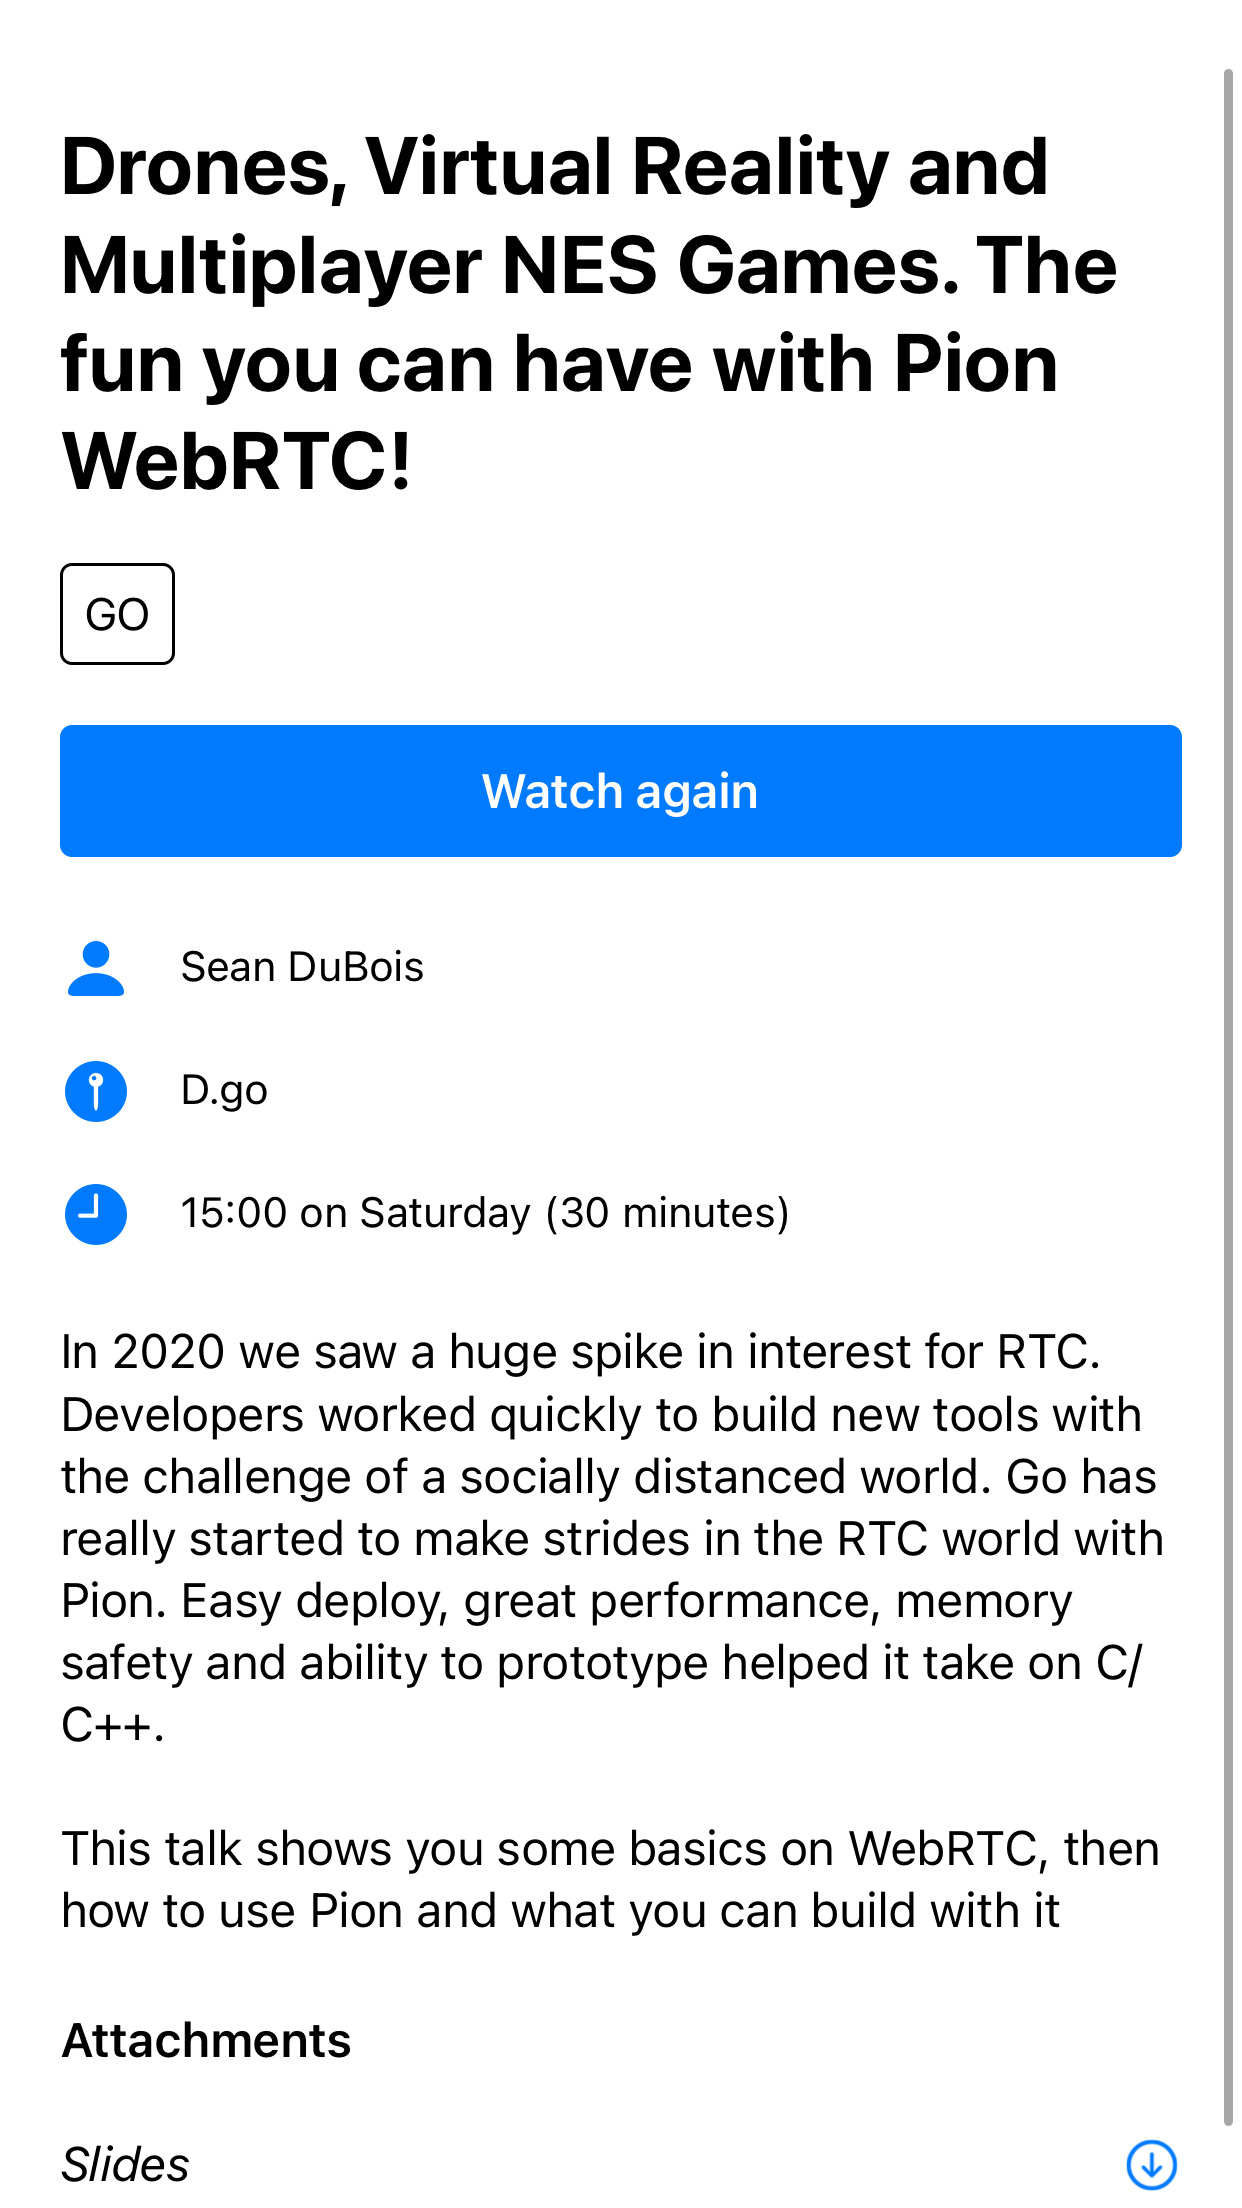 Drones, Virtual Reality and
Multiplayer NES Games. The
fun you can have with Pion
WebRTC!
GO
Watch again
Sean DuBois
D.go
15:00 on Saturday (30 minutes)
In 2020 we saw a huge spike in interest for RTC.
Developers worked quickly to build new tools with
the challenge of a socially distanced world. Go has
really started to make strides in the RTC world with
Pion. Easy deploy, great performance, memory
safety and ability to prototype helped it take on C/
C++.
This talk shows you some basics on WebRTC, then
how to use Pion and what you can build with it
Attachments
Slides